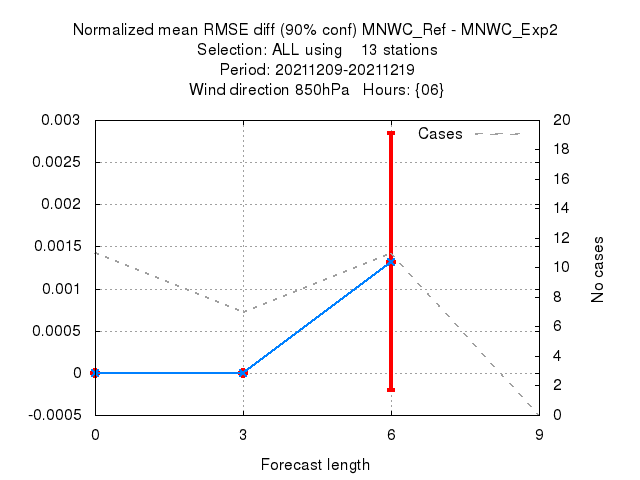 Normalized mean RMSE diff (90% conf) MNWC_Ref - MNWC_Exp2
Selection: ALL using 13 stations
Period: 20211209-20211219
Wind direction 850hPa Hours: {06}
0.003
0.0025
0.002
0.0015
0.001
0.0005
0
-0.0005
Cases
20
18
16
14
12
10
8
6
4
2
0
No cases
0 3 6 9
Forecast length